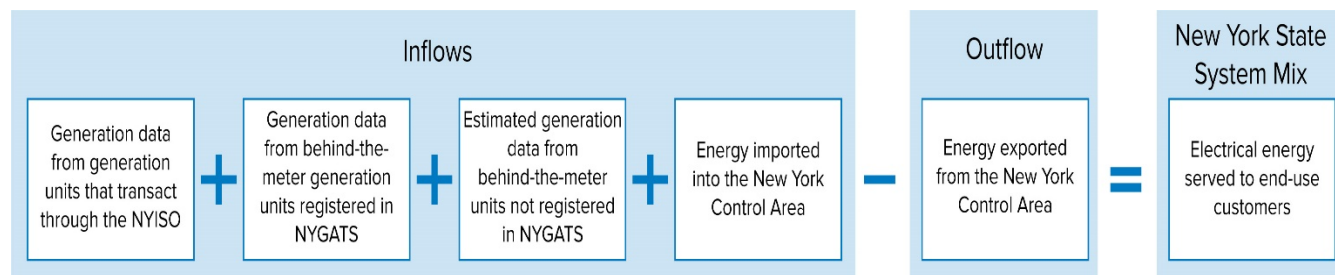 Inflows
Generation data
from generation
units that transact
through the NYISO
+
Generation data
from behind-the-
meter generation
units registered in
NYGATS
+
Estimated generation
data from
behind-the-meter
units not registered
in NYGATS
+
Energy imported
into the New York
Control Area
−
Outflow
Energy exported
from the New York
Control Area
=
New York State
System Mix
Electrical energy
served to end-use
customers